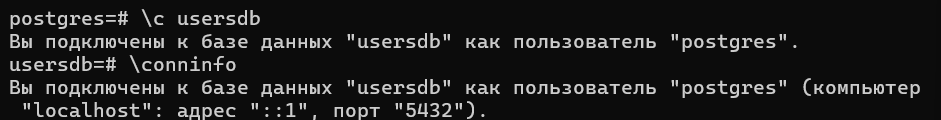 postgres=# \c usersdb
Вы подключены к базе данных "usersdb" как пользователь "postgres".
usersdb=# \conninfo
Вы подключены к базе данных "usersdb" как пользователь "postgres" (компьютер
"localhost": адрес "::1", порт "5432").